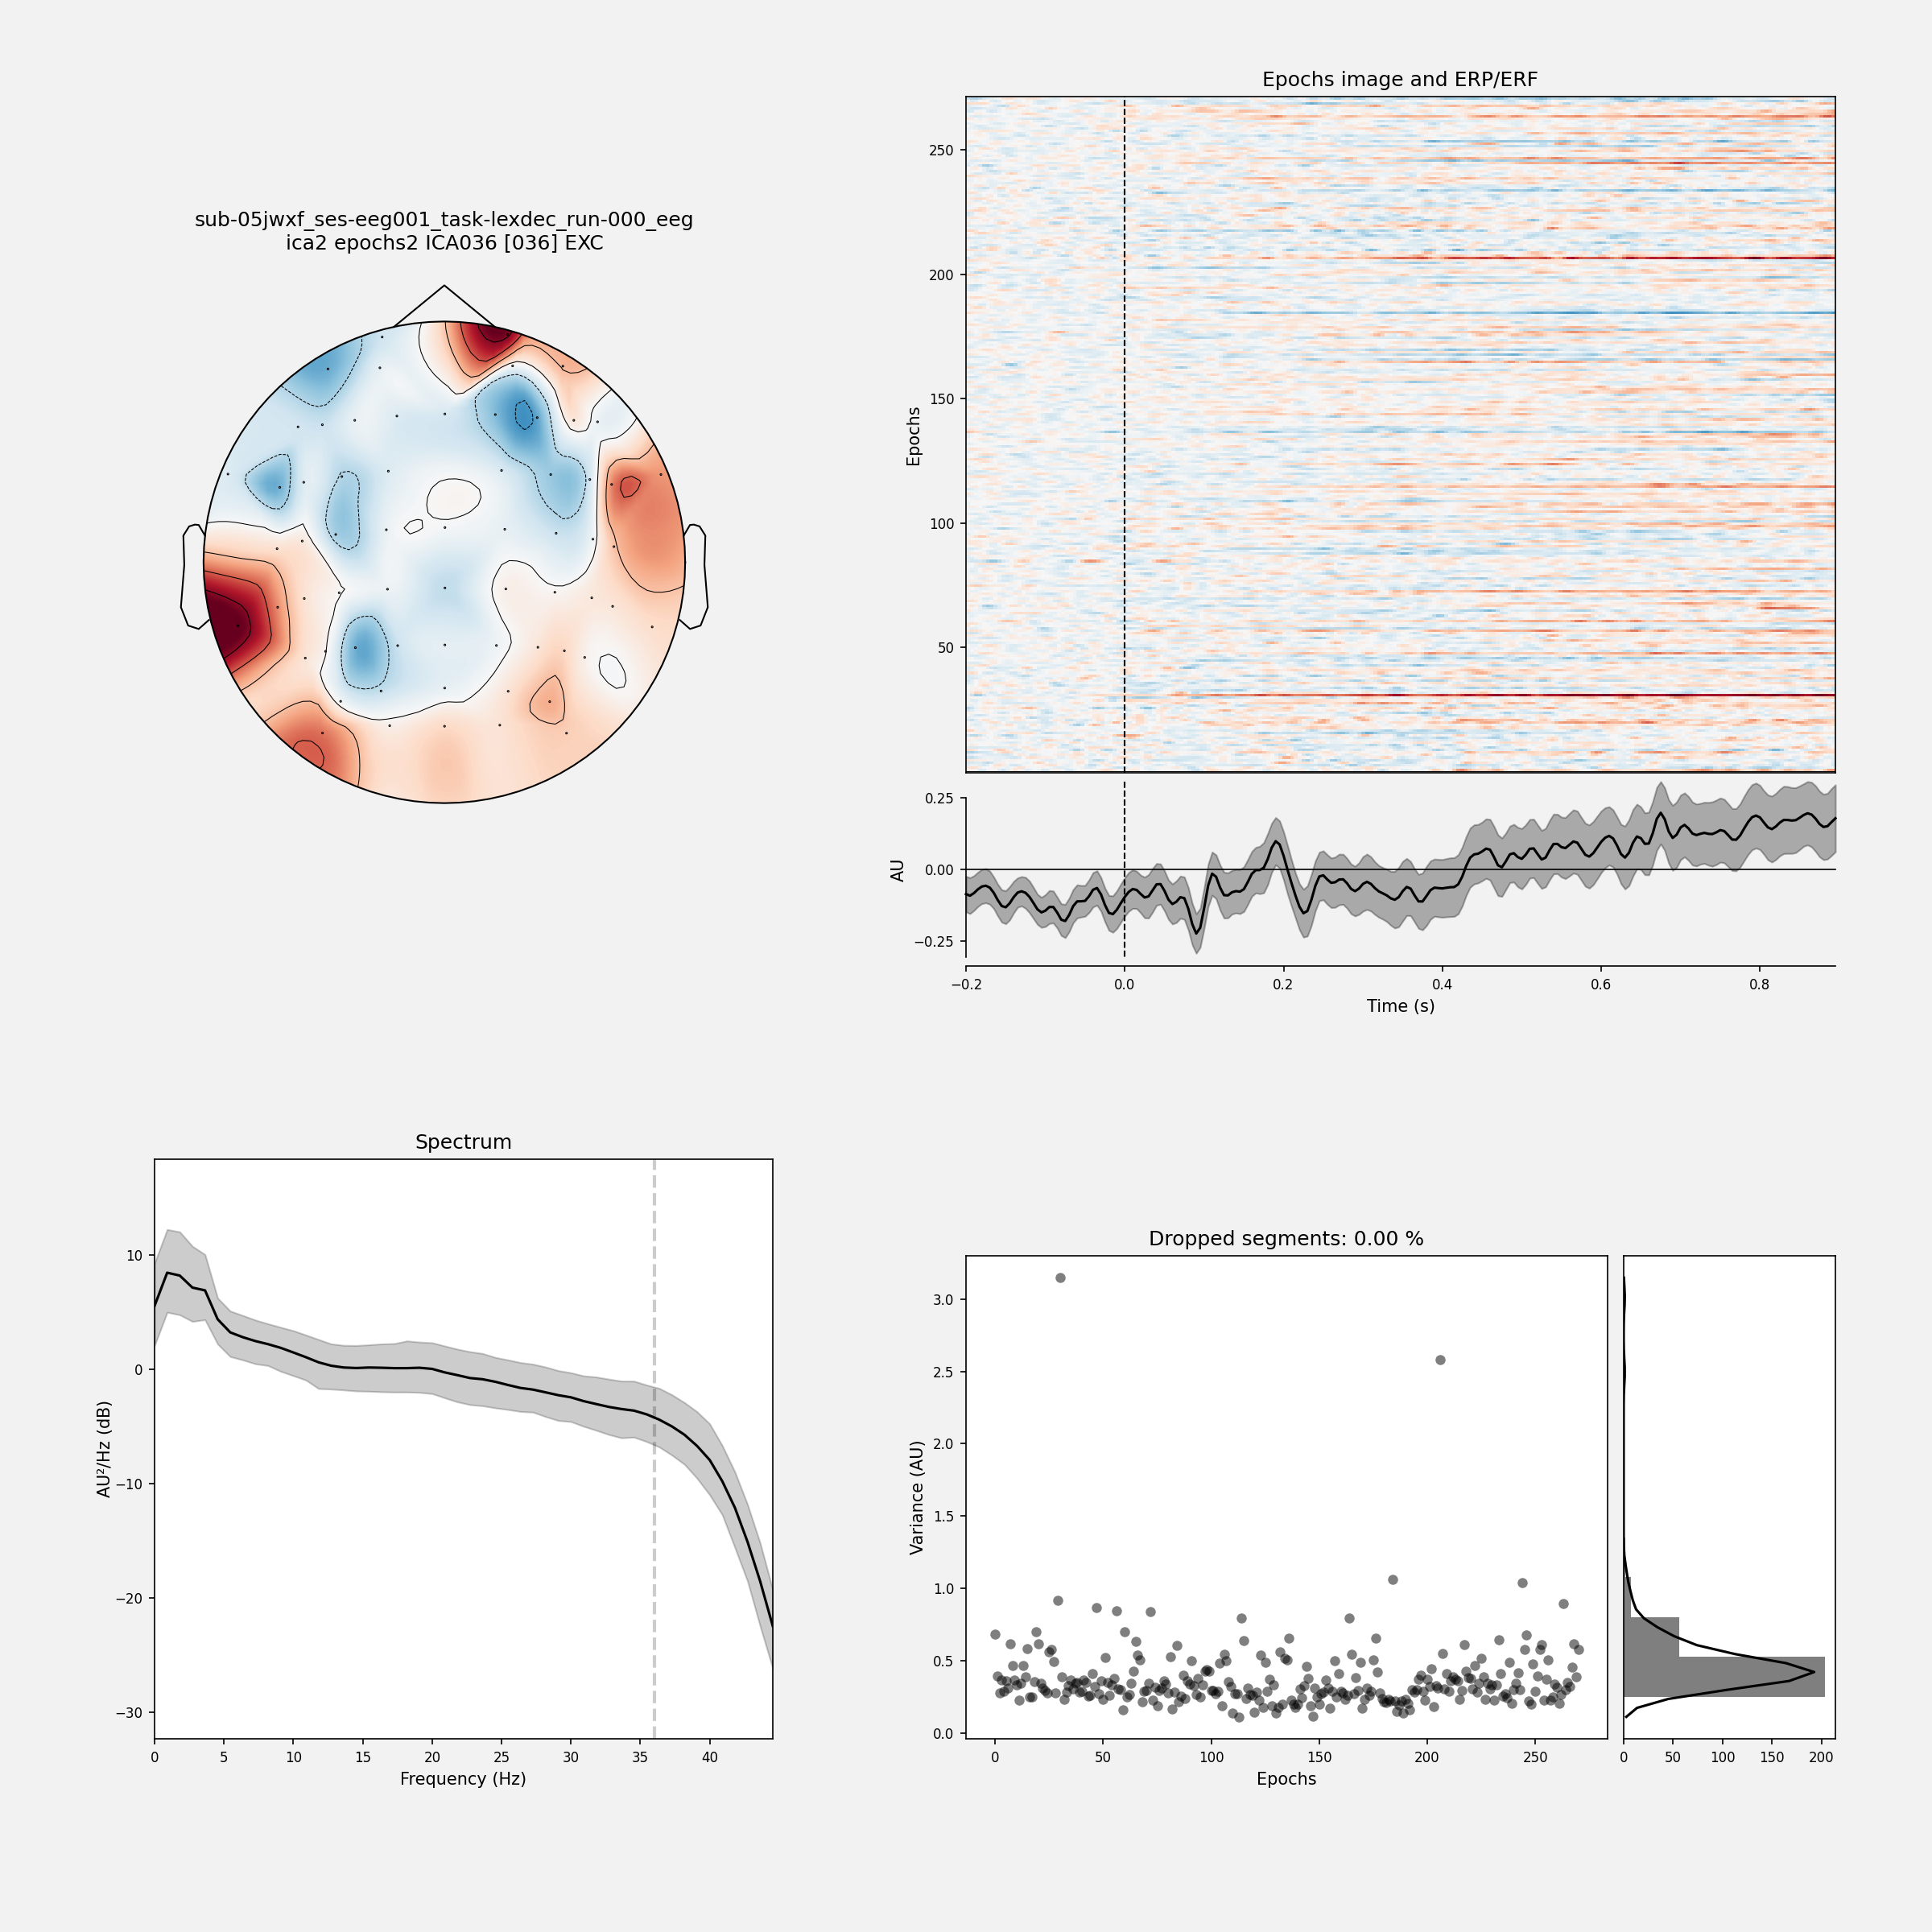 sub-05jwxf_ses-eeg001_task-lexdec_run-000_eeg
ica2 epochs2 ICA036 [036] EXC
Epochs image and ERP/ERF
250
200
150
100
50
Epochs
0.25
0.00
−0.25
AU
−0.2 0.0 0.2 0.4 0.6 0.8
Time (s)
Spectrum
10
0
−10
−20
−30
AU²/Hz (dB)
0 5 10 15 20 25 30 35 40
Frequency (Hz)
Dropped segments: 0.00 %
3.0
2.5
2.0
1.5
1.0
0.5
0.0
Variance (AU)
0 50 100 150 200 250
Epochs
0 50 100 150 200